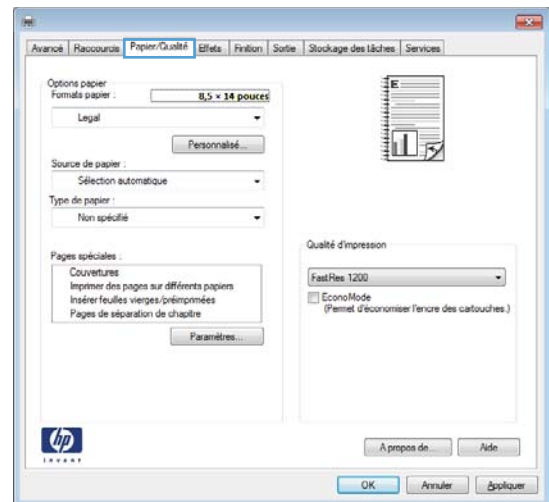 Avancé Raccourcis Papier/Qualité Effets Finition Sortie Stockage des tâches Services
Options papier
Formats papier :
8,5 × 14 pouces
Legal
Personnalisé...
Source de papier :
Sélection automatique
Type de papier :
Non spécifié
Pages spéciales :
Couvertures
Imprimer des pages sur différents papiers
Insérer feuilles vierges/préimprimées
Pages de séparation de chapitre
Paramètres...
E
Qualité d'impression
FastRes 1200
EconoMode
(Permet d'économiser l'encre des cartouches.)
hp
invent
A propos de...
Aide
OK
Annuler
Appliquer